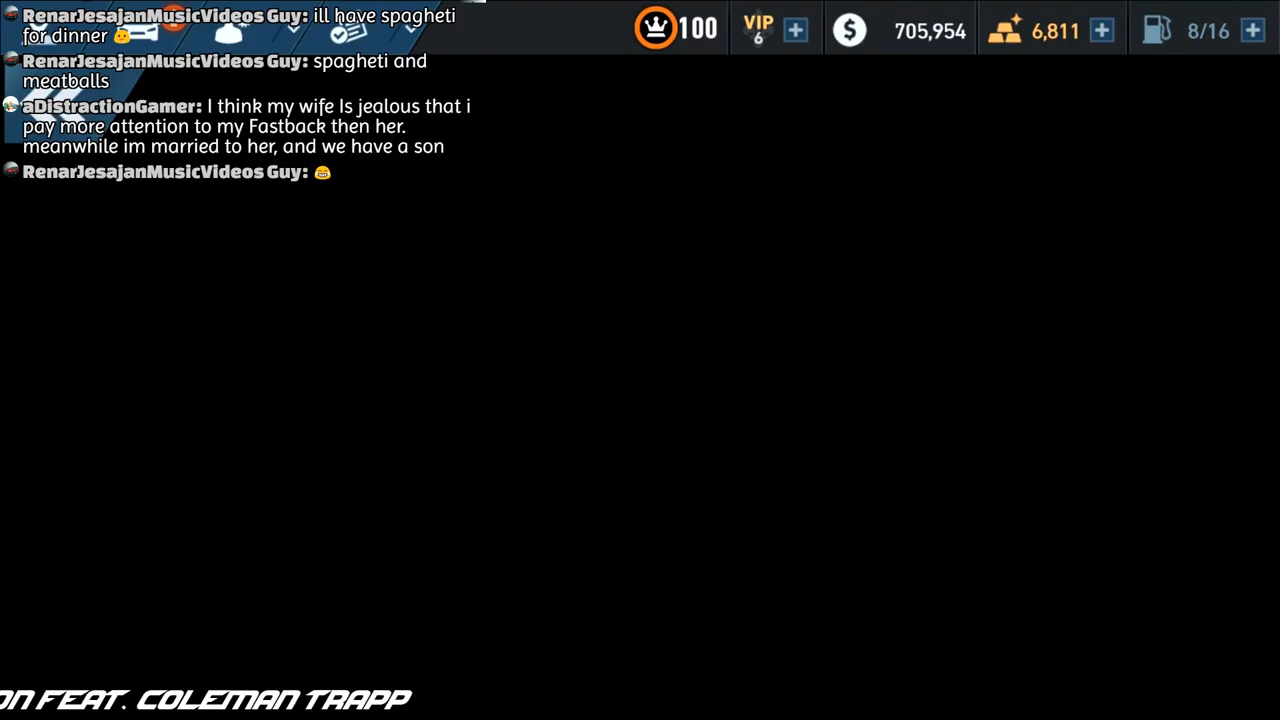 RenarJesajanMusicVideos Guy: ill have spagheti
for dinner
RenarJesajanMusicVideos Guy: spagheti and
meatballs
aDistractionGamer: I think my wife Is jealous that i
pay more attention to my Fastback then her.
meanwhile im married to her, and we have a son
RenarJesajanMusicVideos Guy:
100
VIP
6
705,954
6,811
8/16
ON FEAT. COLEMAN TRAPP